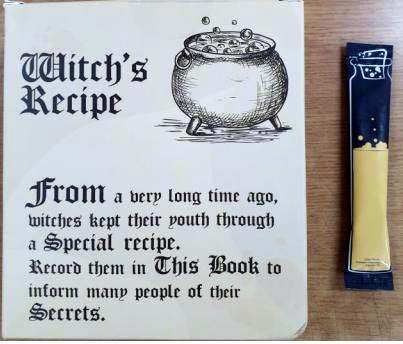 Witch's
Recipe
From a very long time ago,
witches kept their youth through
a Special recipe.
Record them in This Book to
inform many people of their
Secrets.